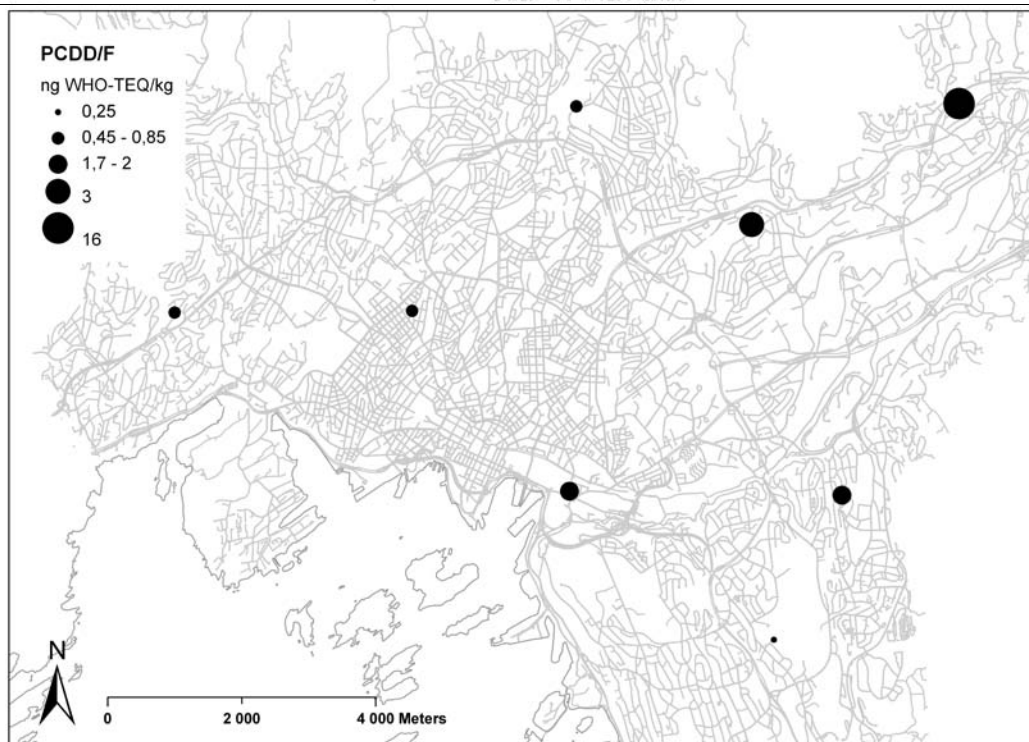 PCDD/F
ng WHO-TEQ/kg
0,25
0,45 - 0,85
1,7 - 2
3
16
N
0 2 000 4 000 Meters